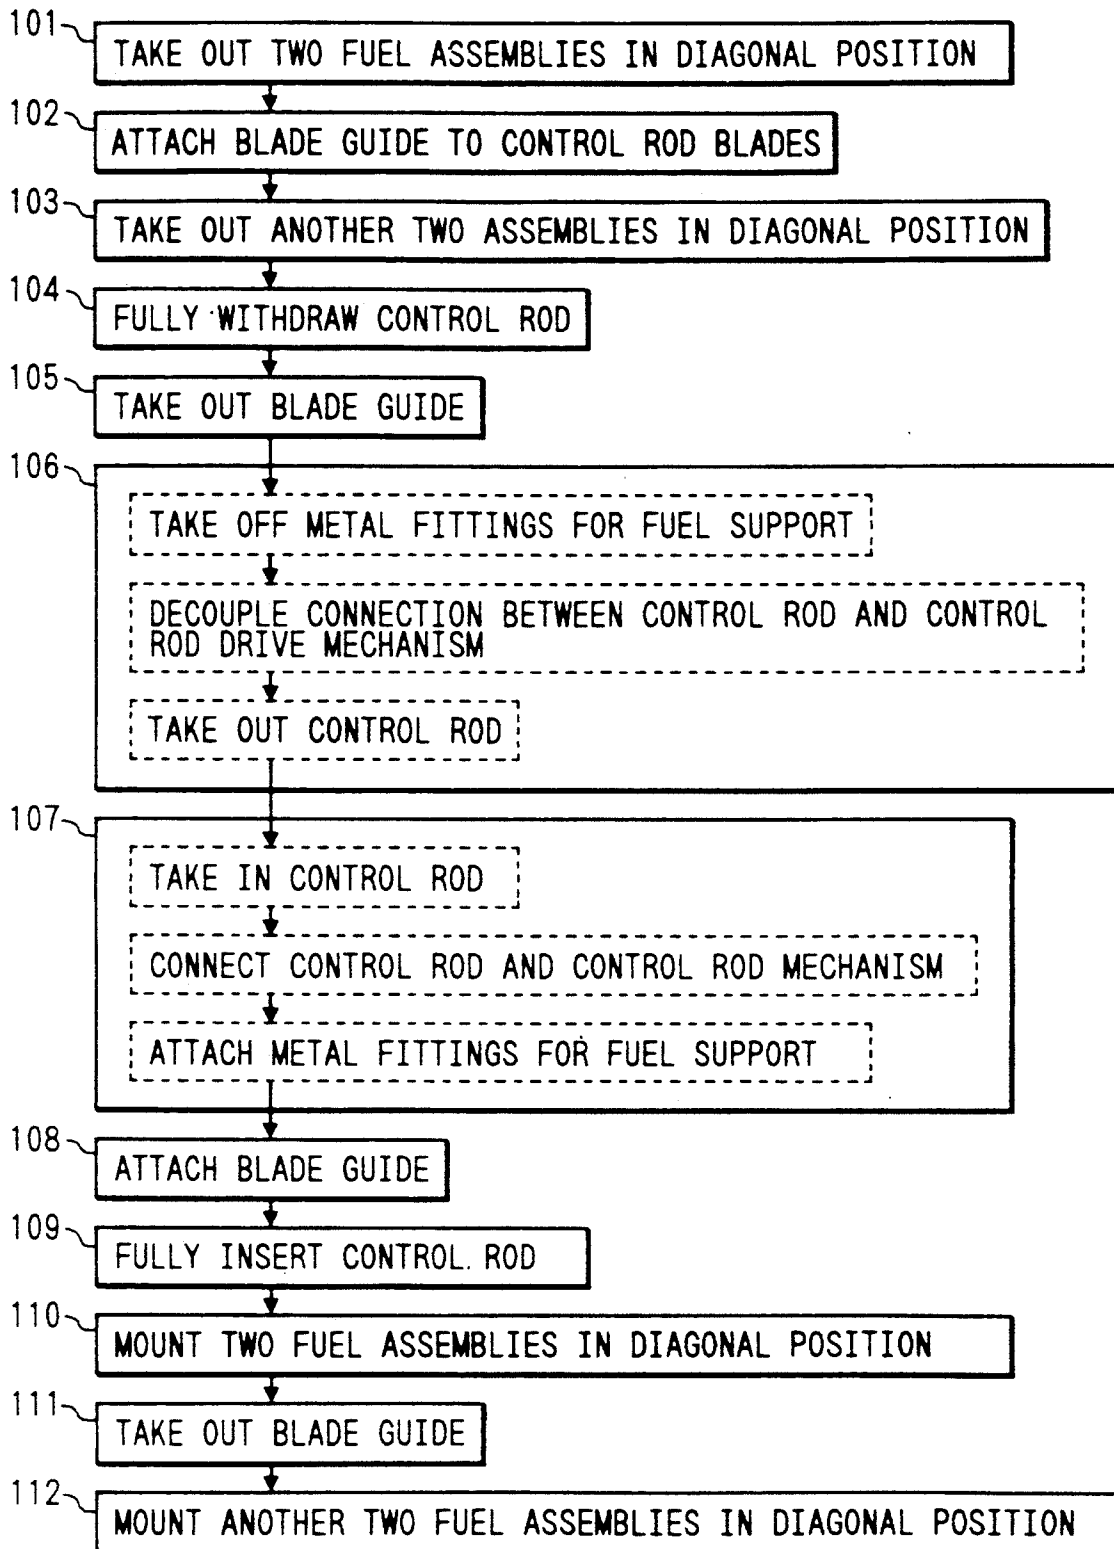 101
TAKE OUT TWO FUEL ASSEMBLIES IN DIAGONAL POSITION
102
ATTACH BLADE GUIDE TO CONTROL ROD BLADES
103
TAKE OUT ANOTHER TWO ASSEMBLIES IN DIAGONAL POSITION
104
FULLY WITHDRAW CONTROL ROD
105
TAKE OUT BLADE GUIDE
106
TAKE OFF METAL FITTINGS FOR FUEL SUPPORT
DECOUPLE CONNECTION BETWEEN CONTROL ROD AND CONTROL
ROD DRIVE MECHANISM
TAKE OUT CONTROL ROD
107
TAKE IN CONTROL ROD
CONNECT CONTROL ROD AND CONTROL ROD MECHANISM
ATTACH METAL FITTINGS FOR FUEL SUPPORT
108
ATTACH BLADE GUIDE
109
FULLY INSERT CONTROL ROD
110
MOUNT TWO FUEL ASSEMBLIES IN DIAGONAL POSITION
111
TAKE OUT BLADE GUIDE
112
MOUNT ANOTHER TWO FUEL ASSEMBLIES IN DIAGONAL POSITION